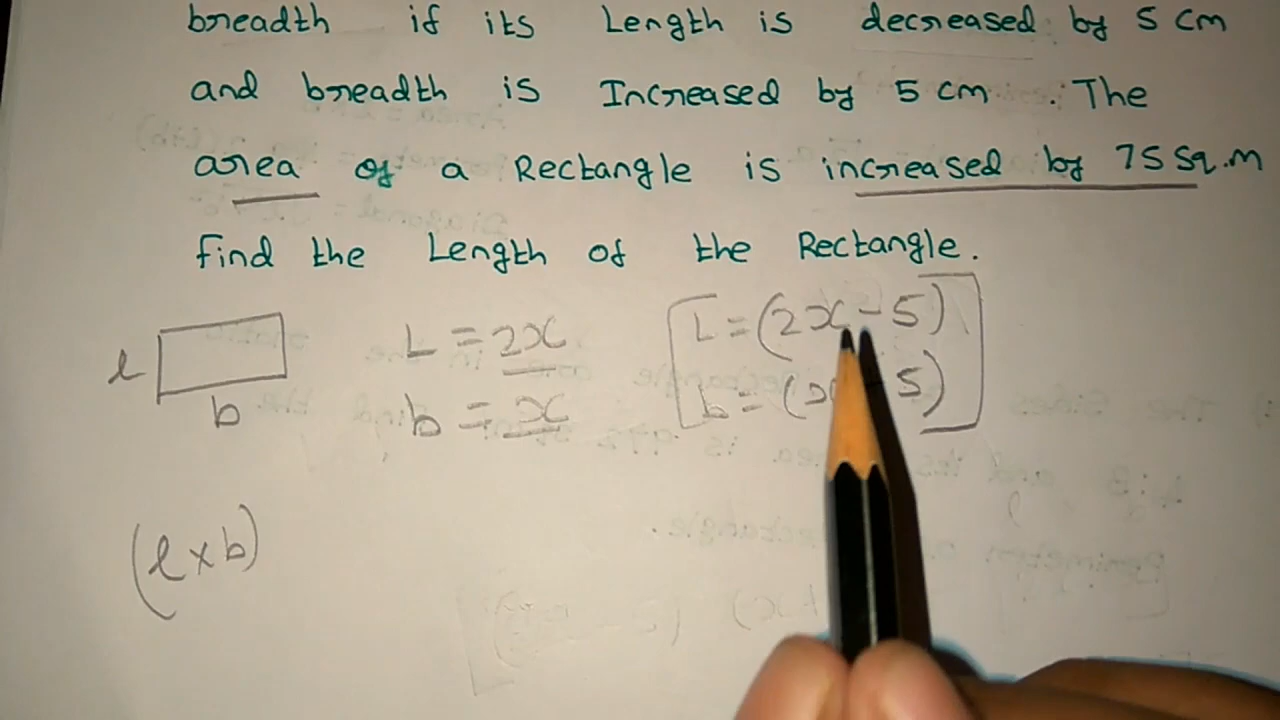 breadth if its Length is decreased by 5 cm
and breadth is Increased by 5 cm. The
area of a Rectangle is increased by 75 Sq.m
find the Length of the Rectangle.
l
b
L = 2x
b = x
L = (2x - 5)
b = (x 5)
(l x b)